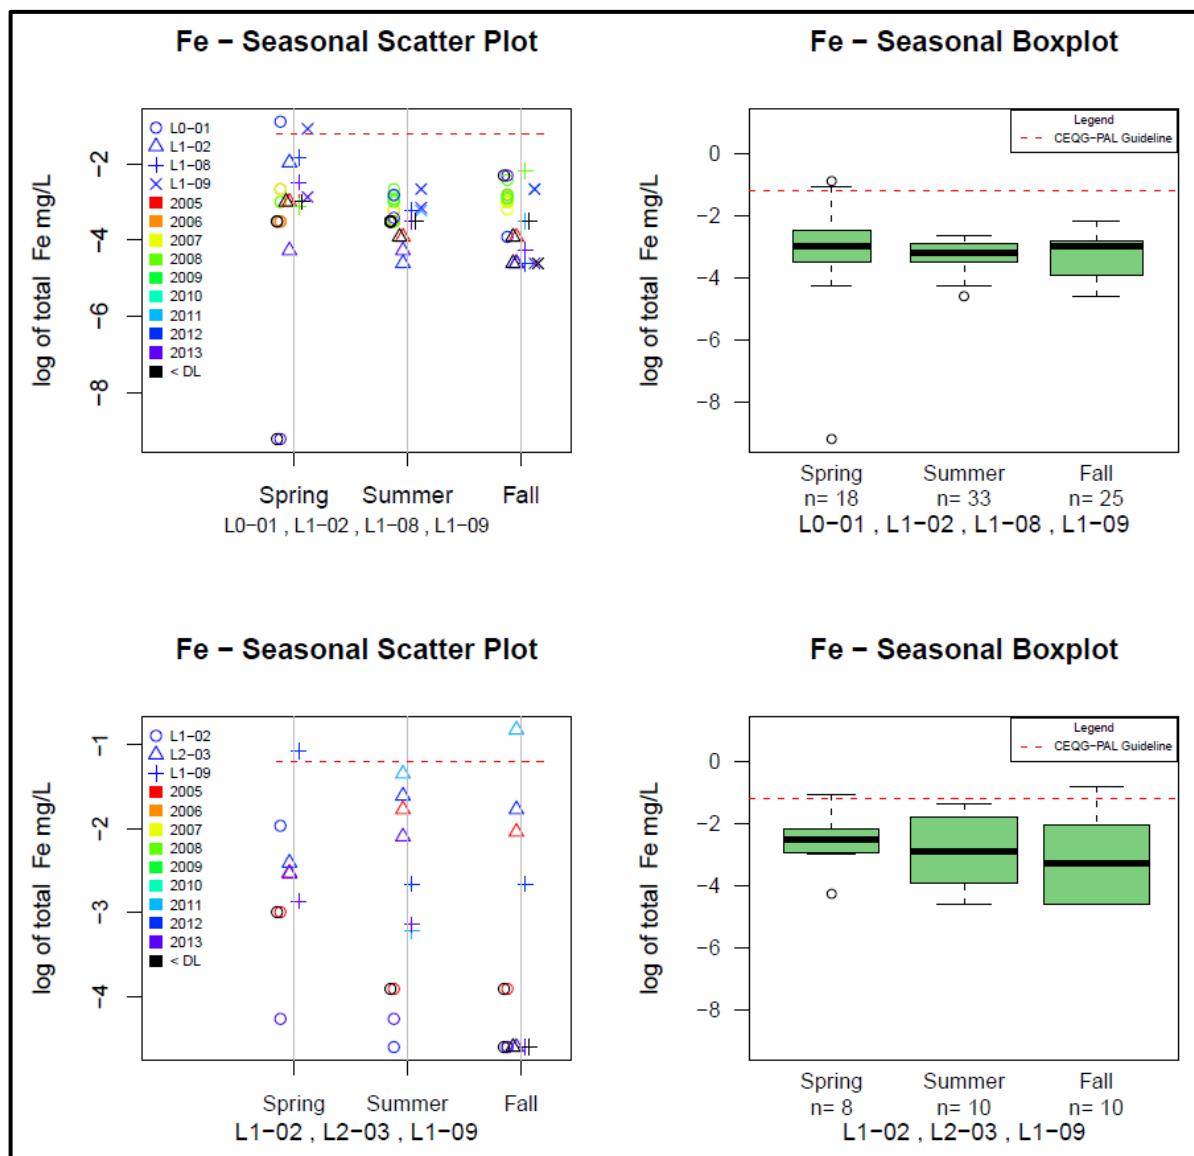 Fe − Seasonal Scatter Plot
log of total Fe mg/L
−2
−4
−6
−8
L0−01
L1−02
L1−08
L1−09
2005
2006
2007
2008
2009
2010
2011
2012
2013
< DL
Spring Summer Fall
L0−01 , L1−02 , L1−08 , L1−09
Fe − Seasonal Boxplot
log of total Fe mg/L
0
−2
−4
−6
−8
Legend
CEQG−PAL Guideline
Spring Summer Fall
n= 18 n= 33 n= 25
L0−01 , L1−02 , L1−08 , L1−09
Fe − Seasonal Scatter Plot
log of total Fe mg/L
−1
−2
−3
−4
L1−02
L2−03
L1−09
2005
2006
2007
2008
2009
2010
2011
2012
2013
< DL
Spring Summer Fall
L1−02 , L2−03 , L1−09
Fe − Seasonal Boxplot
log of total Fe mg/L
0
−2
−4
−6
−8
Legend
CEQG−PAL Guideline
Spring Summer Fall
n= 8 n= 10 n= 10
L1−02 , L2−03 , L1−09